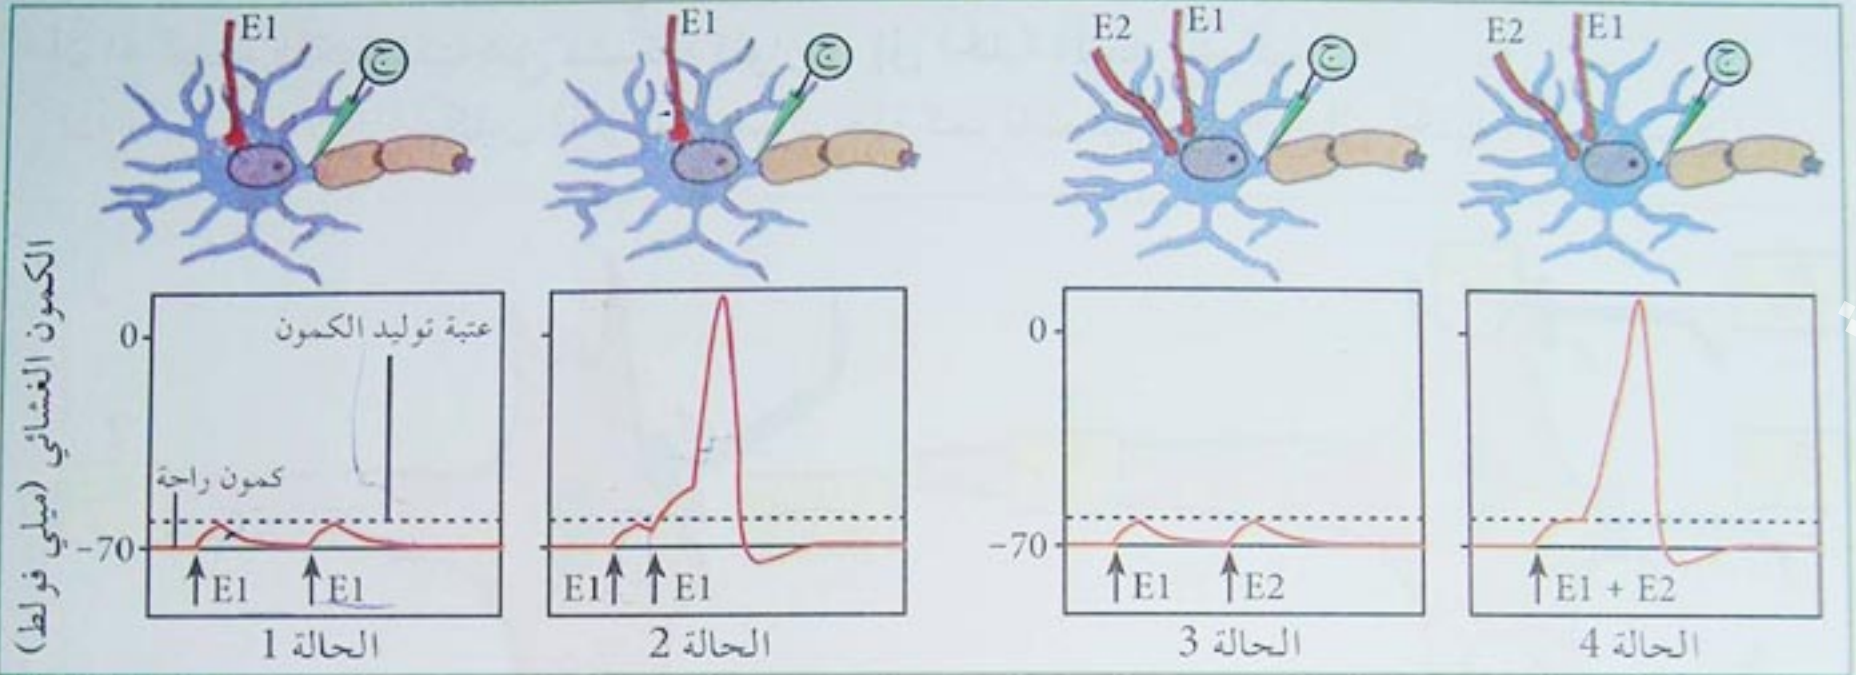 E1
ج
E1
ج
E2 E1
ج
E2 E1
ج
الكمون الغشائي (ميلي فولط)
0
عتبة توليد الكمون
كمون راحة
-70
E1 E1
الحالة 1
E1 E1
الحالة 2
0
-70
E1 E2
الحالة 3
E1 + E2
الحالة 4